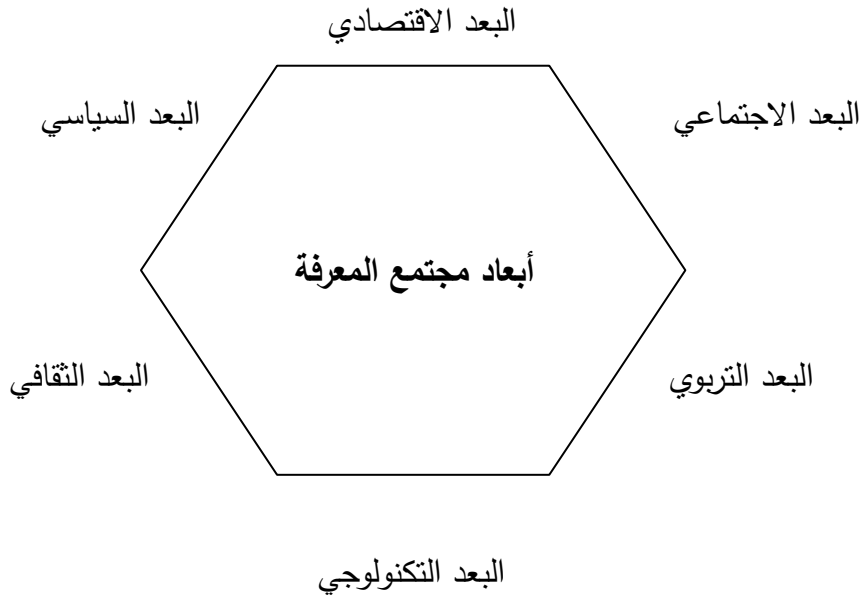 البعد الاقتصادي
البعد الاجتماعي
البعد السياسي
أبعاد مجتمع المعرفة
البعد التربوي
البعد الثقافي
البعد التكنولوجي